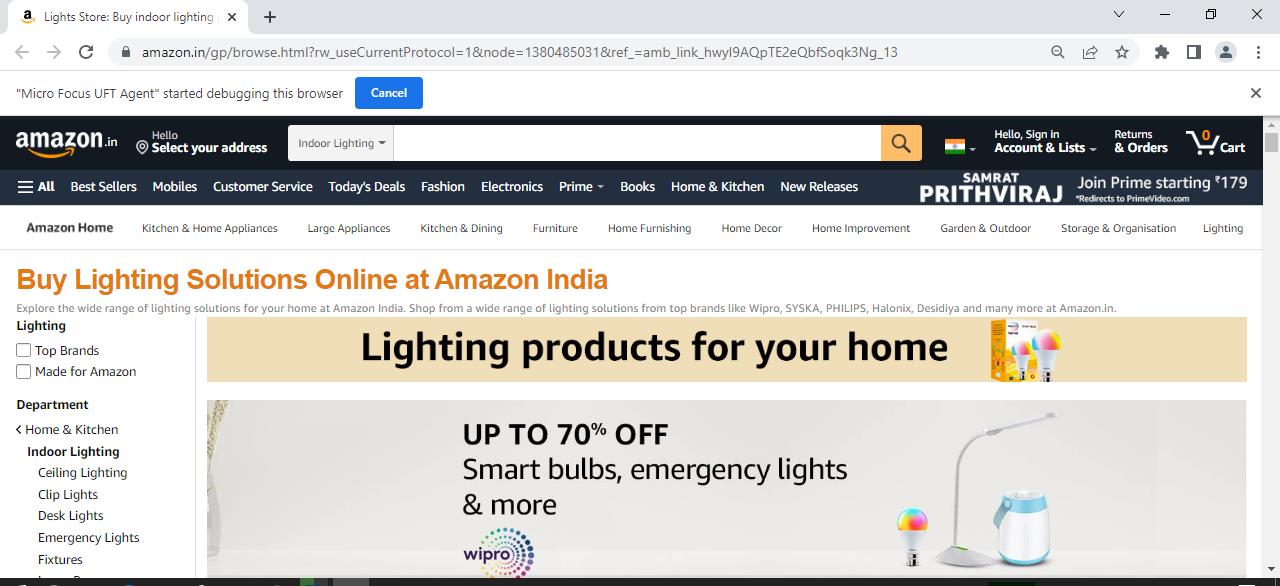 Lights Store: Buy indoor lighting
amazon.in/gp/browse.html?rw_useCurrentProtocol=1&node=1380485031&ref_=amb_link_hwyI9AQpTE2eQbfSoqk3Ng_13
"Micro Focus UFT Agent" started debugging this browser Cancel
amazon.in Hello Select your address Indoor Lighting Hello, Sign in Account & Lists Returns & Orders 0 Cart
All Best Sellers Mobiles Customer Service Today's Deals Fashion Electronics Prime Books Home & Kitchen New Releases SAMRAT PRITHVIRAJ Join Prime starting ₹179 *Redirects to PrimeVideo.com
Amazon Home Kitchen & Home Appliances Large Appliances Kitchen & Dining Furniture Home Furnishing Home Decor Home Improvement Garden & Outdoor Storage & Organisation Lighting
Buy Lighting Solutions Online at Amazon India
Explore the wide range of lighting solutions for your home at Amazon India. Shop from a wide range of lighting solutions from top brands like Wipro, SYSKA, PHILIPS, Halonix, Desidiya and many more at Amazon.in.
Lighting
Top Brands
Made for Amazon
Department
Home & Kitchen
Indoor Lighting
Ceiling Lighting
Clip Lights
Desk Lights
Emergency Lights
Fixtures
Lighting products for your home
UP TO 70% OFF
Smart bulbs, emergency lights
& more
wipro